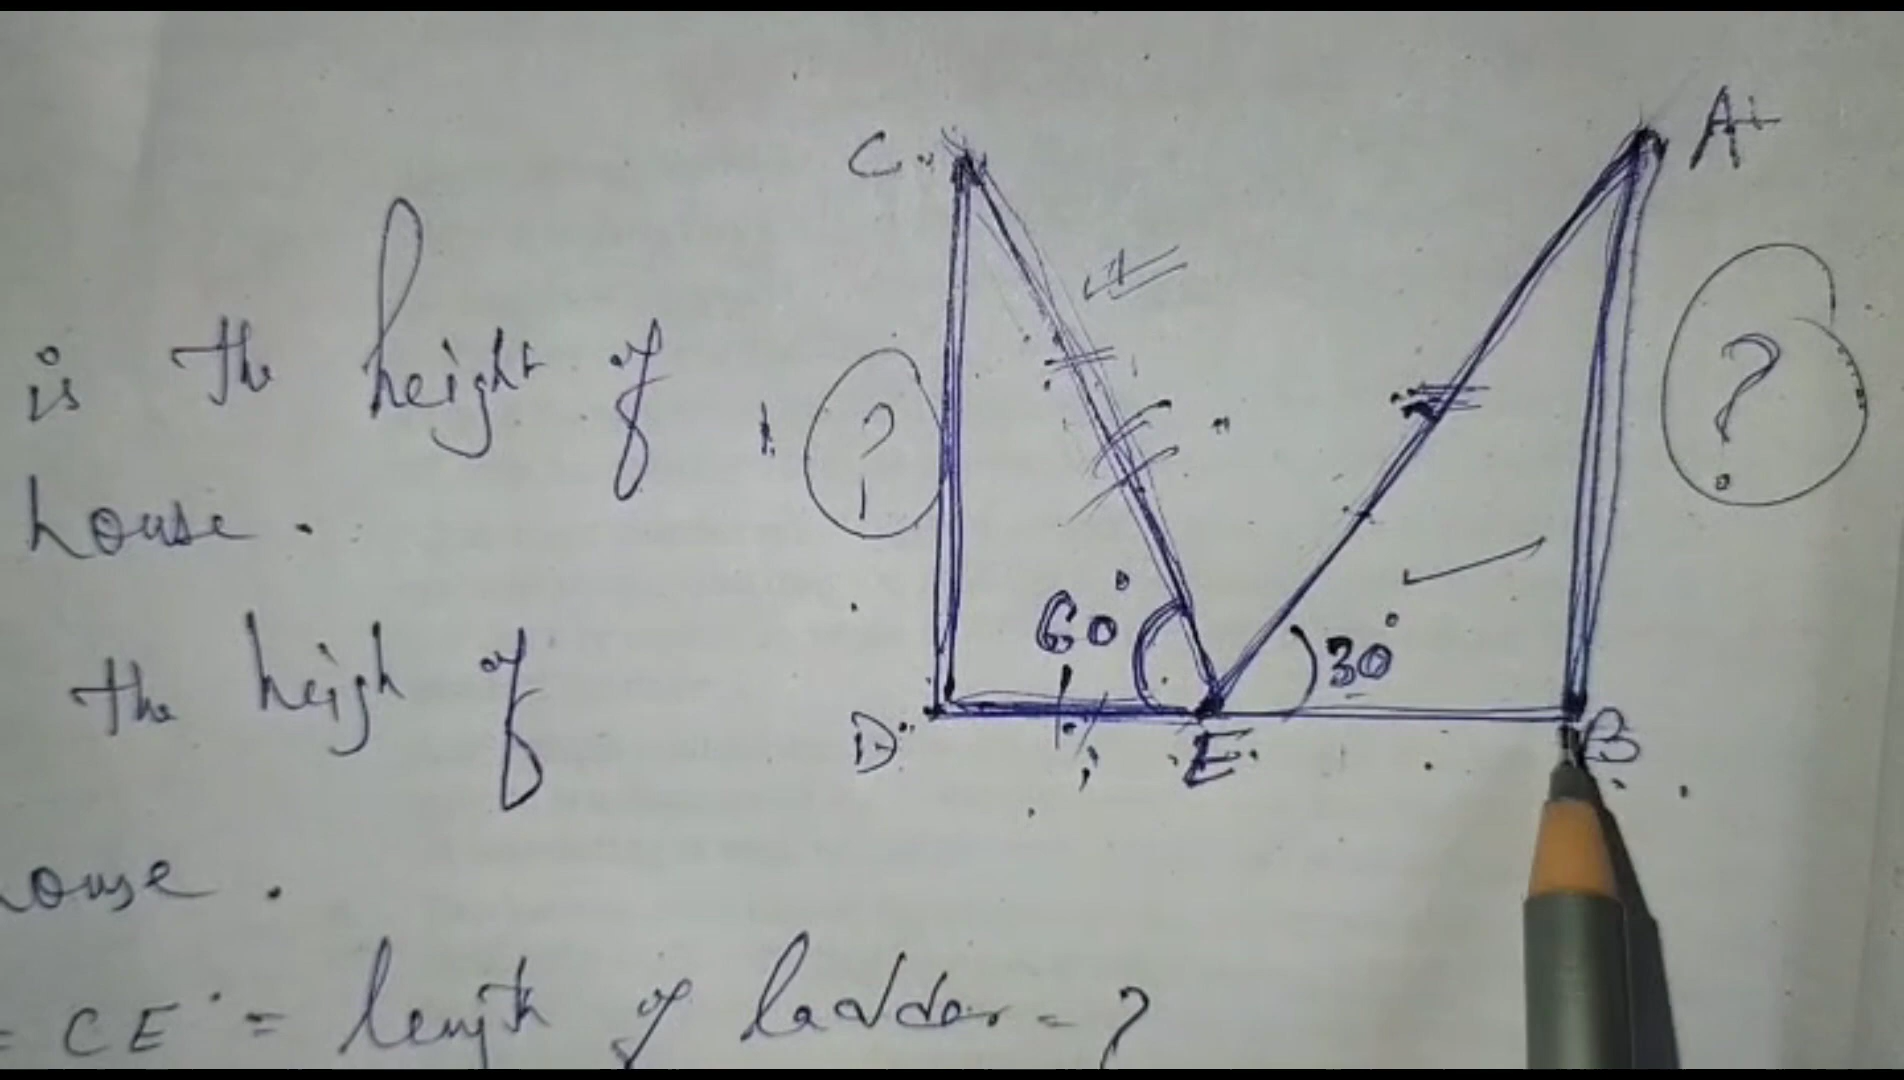 is the height of
house.
the heigh of
ouse.
= CE = length of ladder = ?
C
A
?
?
60°
30°
D
E
B